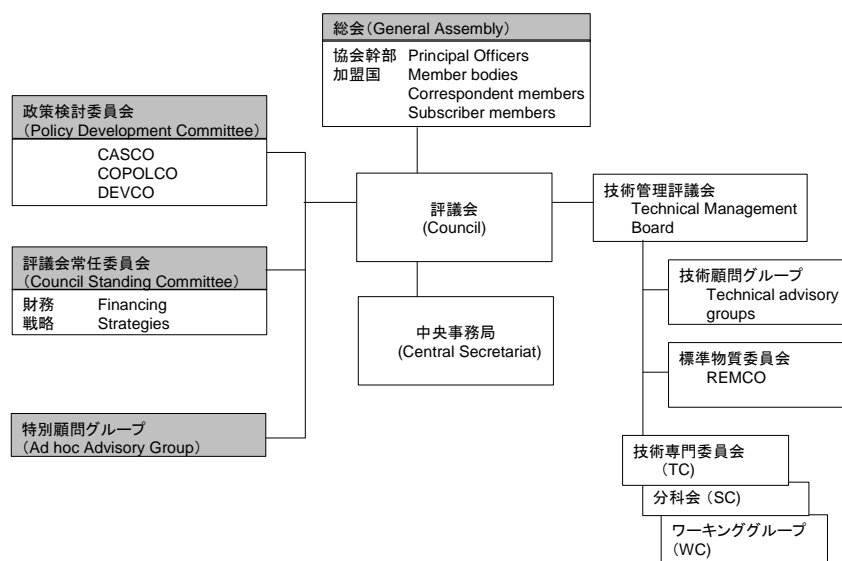 総会(General Assembly)
協会幹部 Principal Officers
加盟国 Member bodies
Correspondent members
Subscriber members
政策検討委員会
(Policy Development Committee)
CASCO
COPOLCO
DEVCO
評議会
(Council)
技術管理評議会
Technical Management
Board
評議会常任委員会
(Council Standing Committee)
財務 Financing
戦略 Strategies
技術顧問グループ
Technical advisory
groups
中央事務局
(Central Secretariat)
標準物質委員会
REMCO
特別顧問グループ
(Ad hoc Advisory Group)
技術専門委員会
(TC)
分科会 (SC)
ワーキンググループ
(WC)